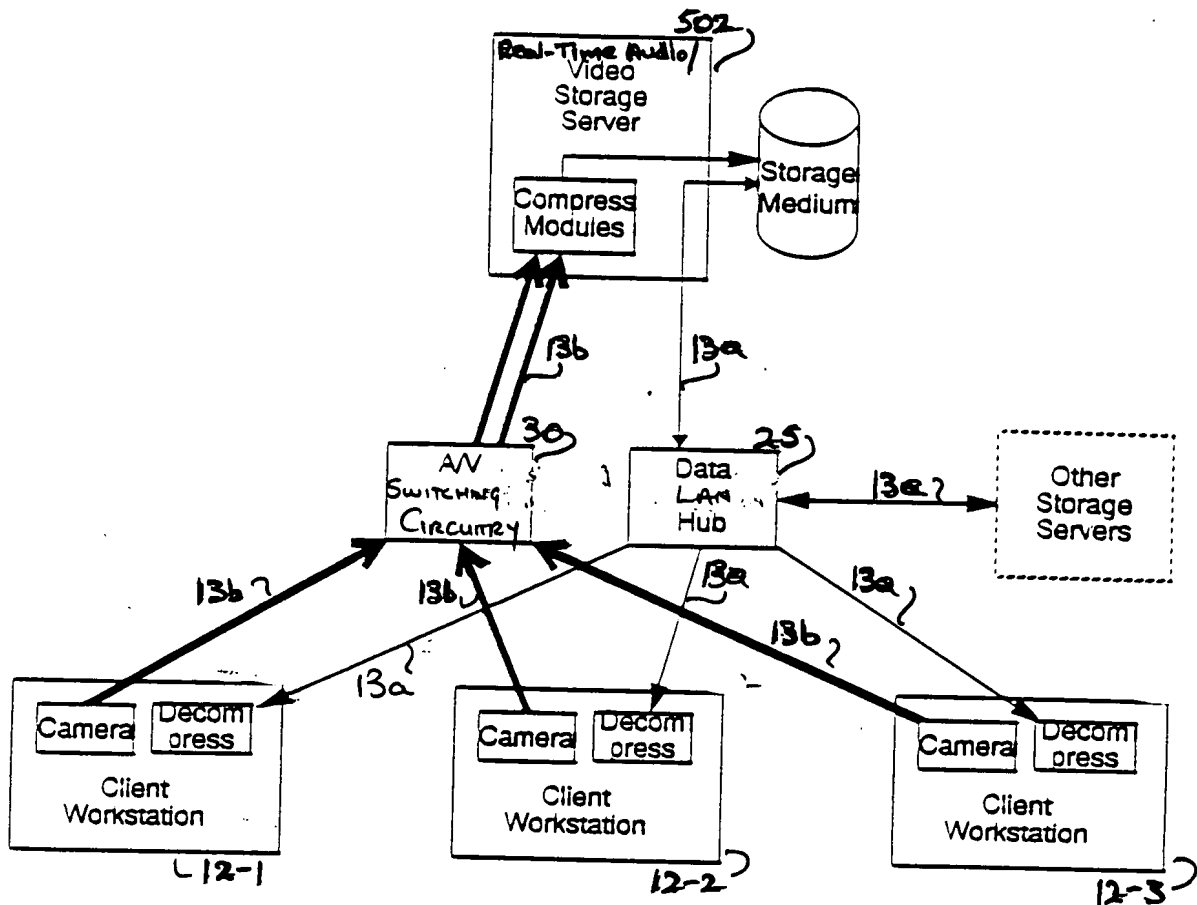 502
Real-Time Audio/
Video
Storage
Server
Compress
Modules
Storage
Medium
13b
13a
30
A/V
SWITCHING
CIRCUITRY
25
Data
LAN
Hub
13a
Other
Storage
Servers
13b
13b
13a
13a
13b
13a
Camera
Decom
press
Client
Workstation
12-1
Camera
Decom
press
Client
Workstation
12-2
Camera
Decom
press
Client
Workstation
12-3